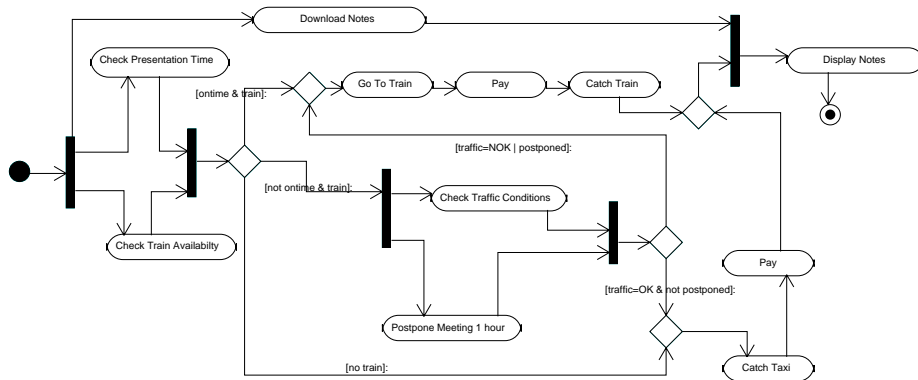 Download Notes
Check Presentation Time
Display Notes
[ontime & train]:
Go To Train
Pay
Catch Train
[traffic=NOK | postponed]:
[not ontime & train]:
Check Traffic Conditions
Check Train Availabilty
Pay
[traffic=OK & not postponed]:
Postpone Meeting 1 hour
[no train]:
Catch Taxi